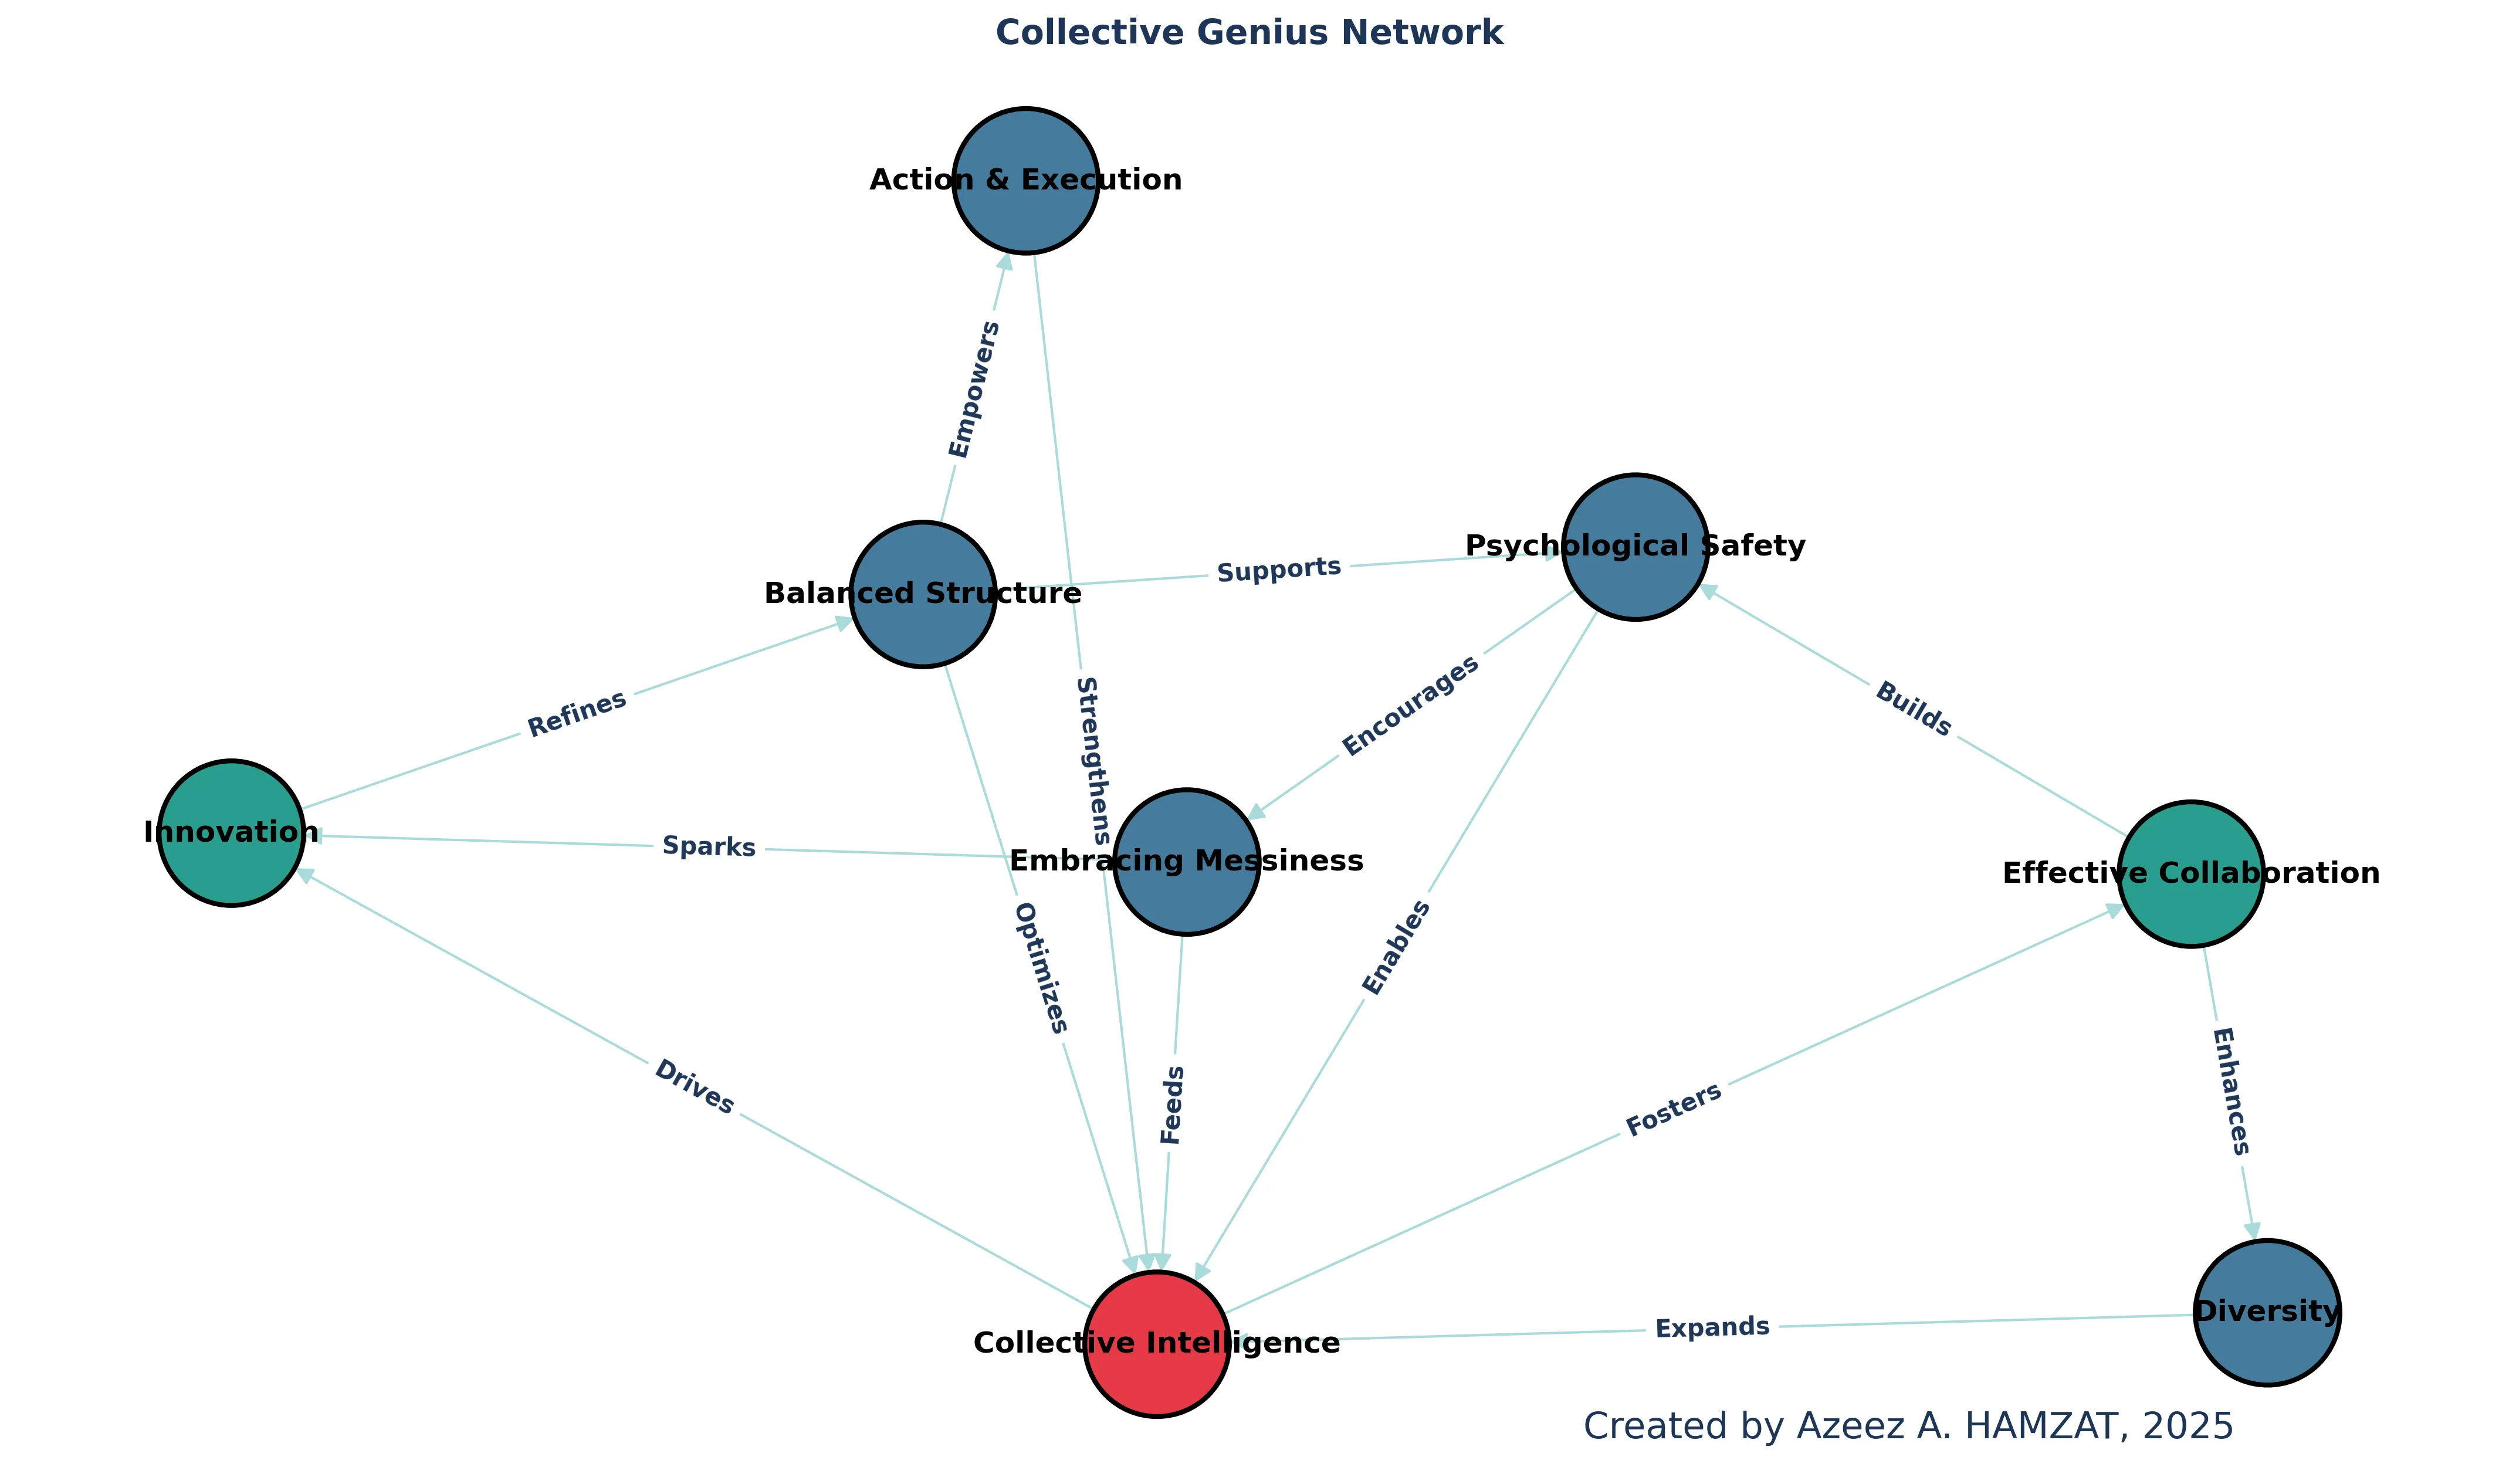 Collective Genius Network
Action & Execution
Empowers
Psychological Safety
Supports
Balanced Structure
Encourages
Builds
Refines
Strengthens
Innovation
Sparks
Embracing Messiness
Effective Collaboration
Optimizes
Enables
Drives
Feeds
Fosters
Enhances
Diversity
Expands
Collective Intelligence
Created by Azeez A. HAMZAT, 2025